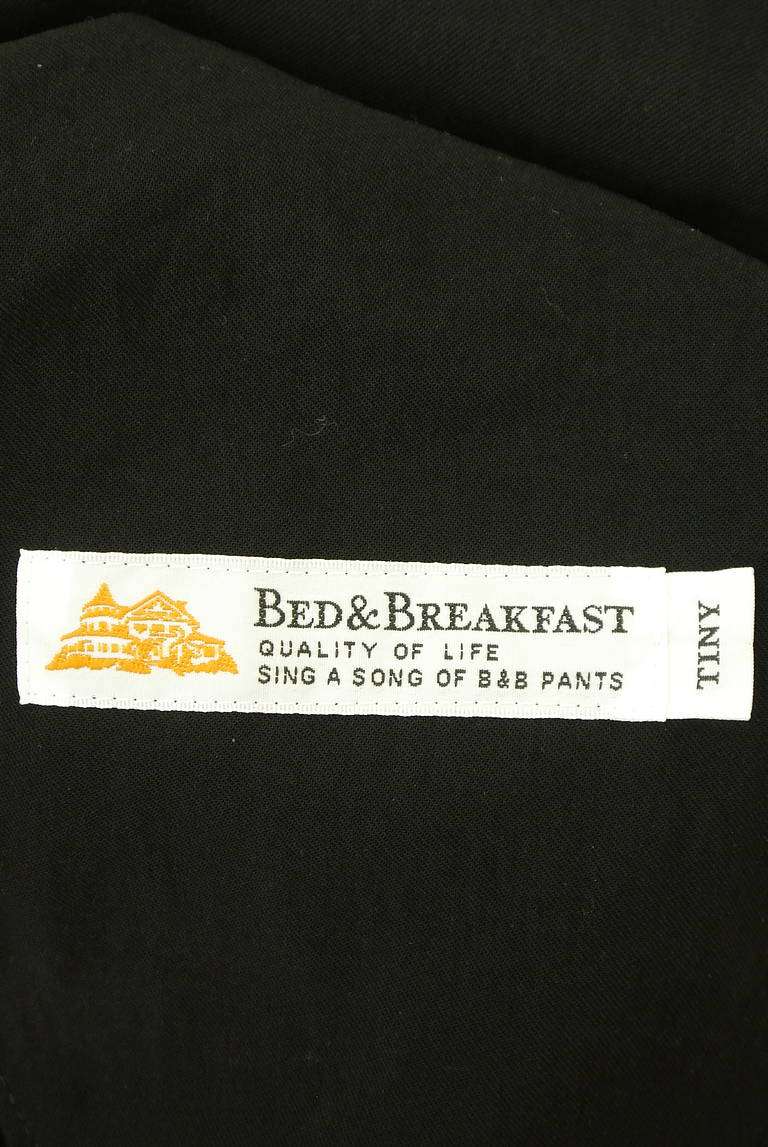 BED&BREAKFAST
QUALITY OF LIFE
SING A SONG OF B&B PANTS
TINY